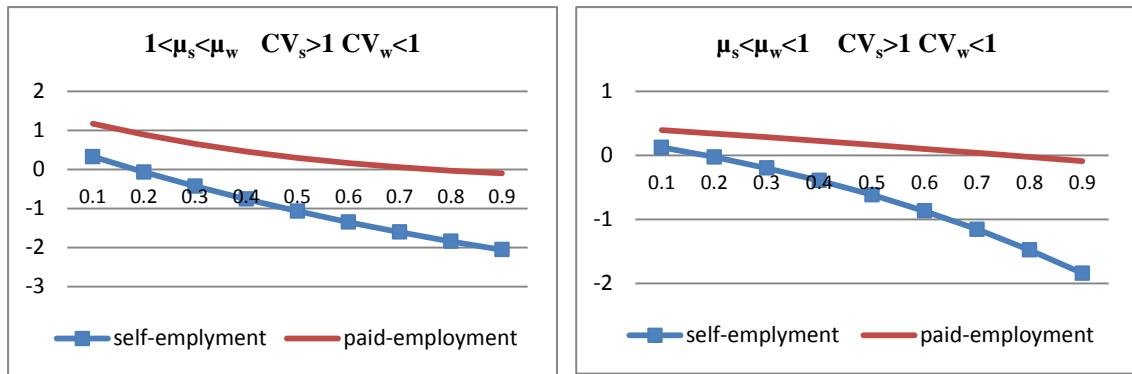 1<μs<μw CVs>1 CVw<1
2
1
0
-1
-2
-3
0.1 0.2 0.3 0.4 0.5 0.6 0.7 0.8 0.9
self-emplyment paid-employment
μs<μw<1 CVs>1 CVw<1
1
0
-1
-2
0.1 0.2 0.3 0.4 0.5 0.6 0.7 0.8 0.9
self-emplyment paid-employment